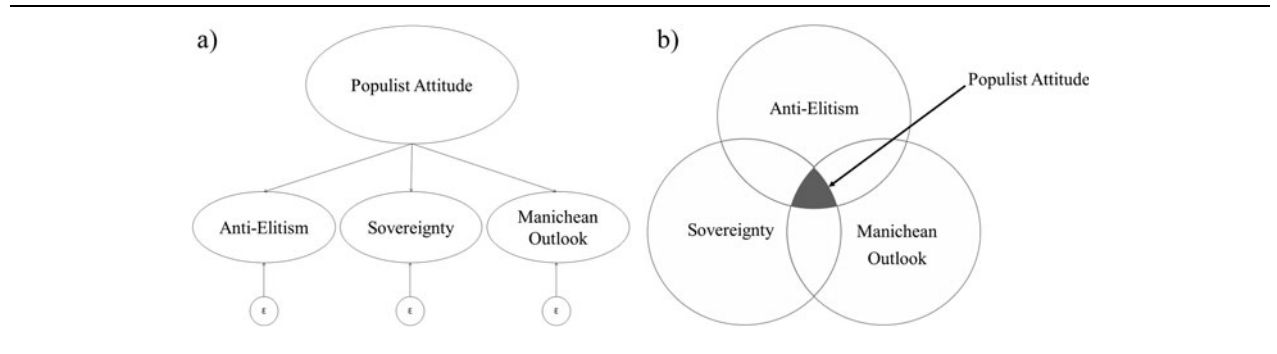 a)
Populist Attitude
Anti-Elitism
Sovereignty
Manichean
Outlook
ε
ε
ε
b)
Anti-Elitism
Populist Attitude
Sovereignty
Manichean
Outlook